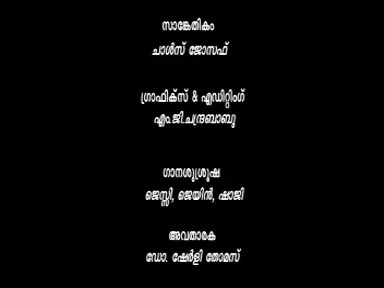 സാങ്കേതികം
ചാൾസ് ജോസഫ്
ഗ്രാഫിക്സ് & എഡിറ്റിംഗ്
എം.ജി.ചന്ദ്രബാബു
ഗാനശുശ്രൂഷ
ജെസ്സി, ജെയിൻ, ഷാജി
അവതാരക
ഡോ. ഷേർളി തോമസ്